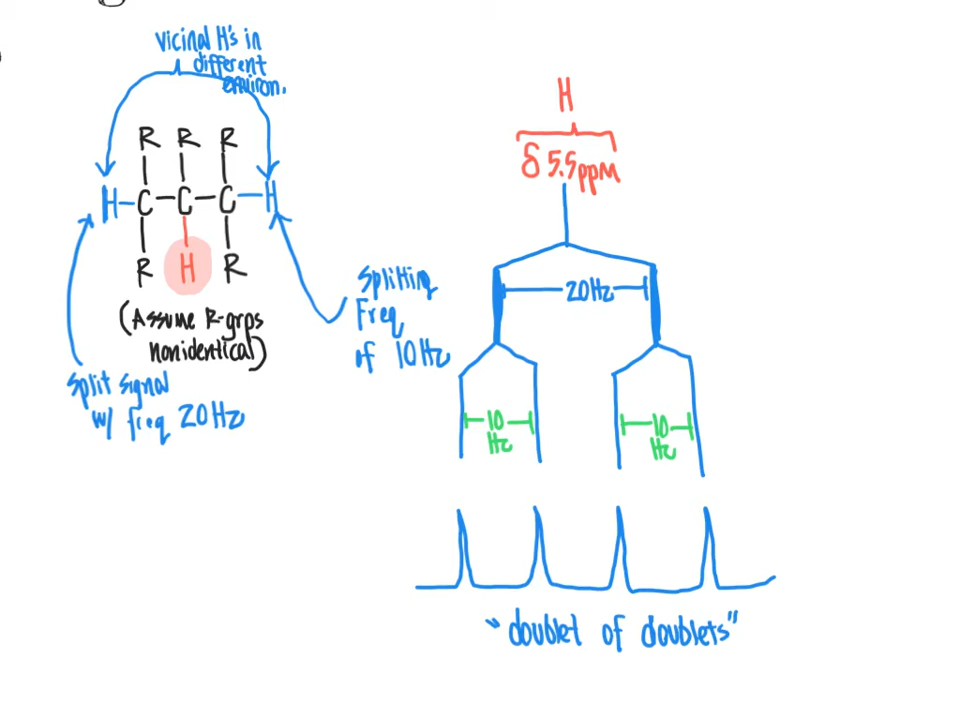 vicinal H's in
different
environ.
R R R
H-C-C-C-H
R H R
(Assume R-grps
nonidentical)
Split signal
w/ freq 20Hz
Splitting
Freq
of 10Hz
H
δ 5.5ppm
20Hz
10
Hz
10
Hz
"doublet of doublets"